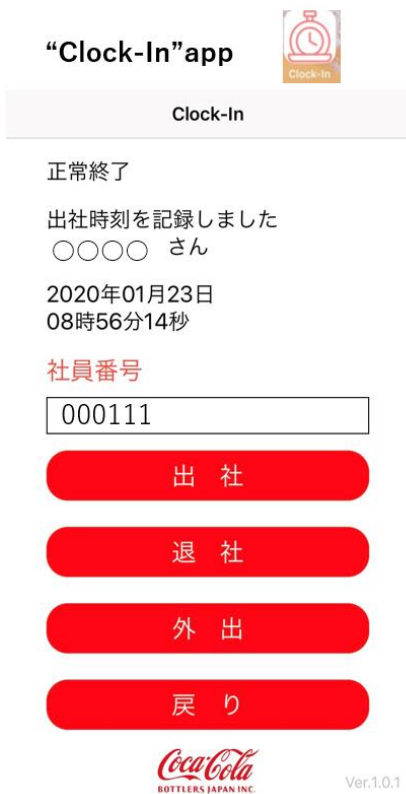 “Clock-In”app
Clock-In
Clock-In
正常終了
出社時刻を記録しました
○○○○ さん
2020年01月23日
08時56分14秒
社員番号
000111
出 社
退 社
外 出
戻 り
Coca-Cola
BOTTLERS JAPAN INC.
Ver.1.0.1